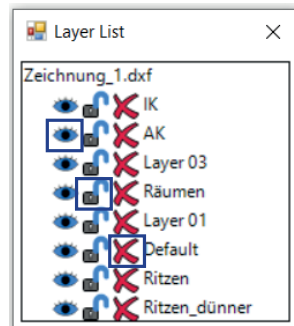 Layer List
Zeichnung_1.dxf
IK
AK
Layer 03
Räumen
Layer 01
Default
Ritzen
Ritzen_dünner